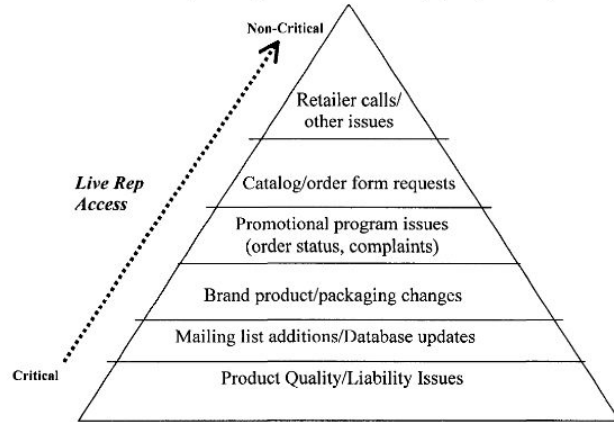 Non-Critical
Retailer calls/
other issues
Live Rep
Access
Catalog/order form requests
Promotional program issues
(order status, complaints)
Brand product/packaging changes
Mailing list additions/Database updates
Critical
Product Quality/Liability Issues